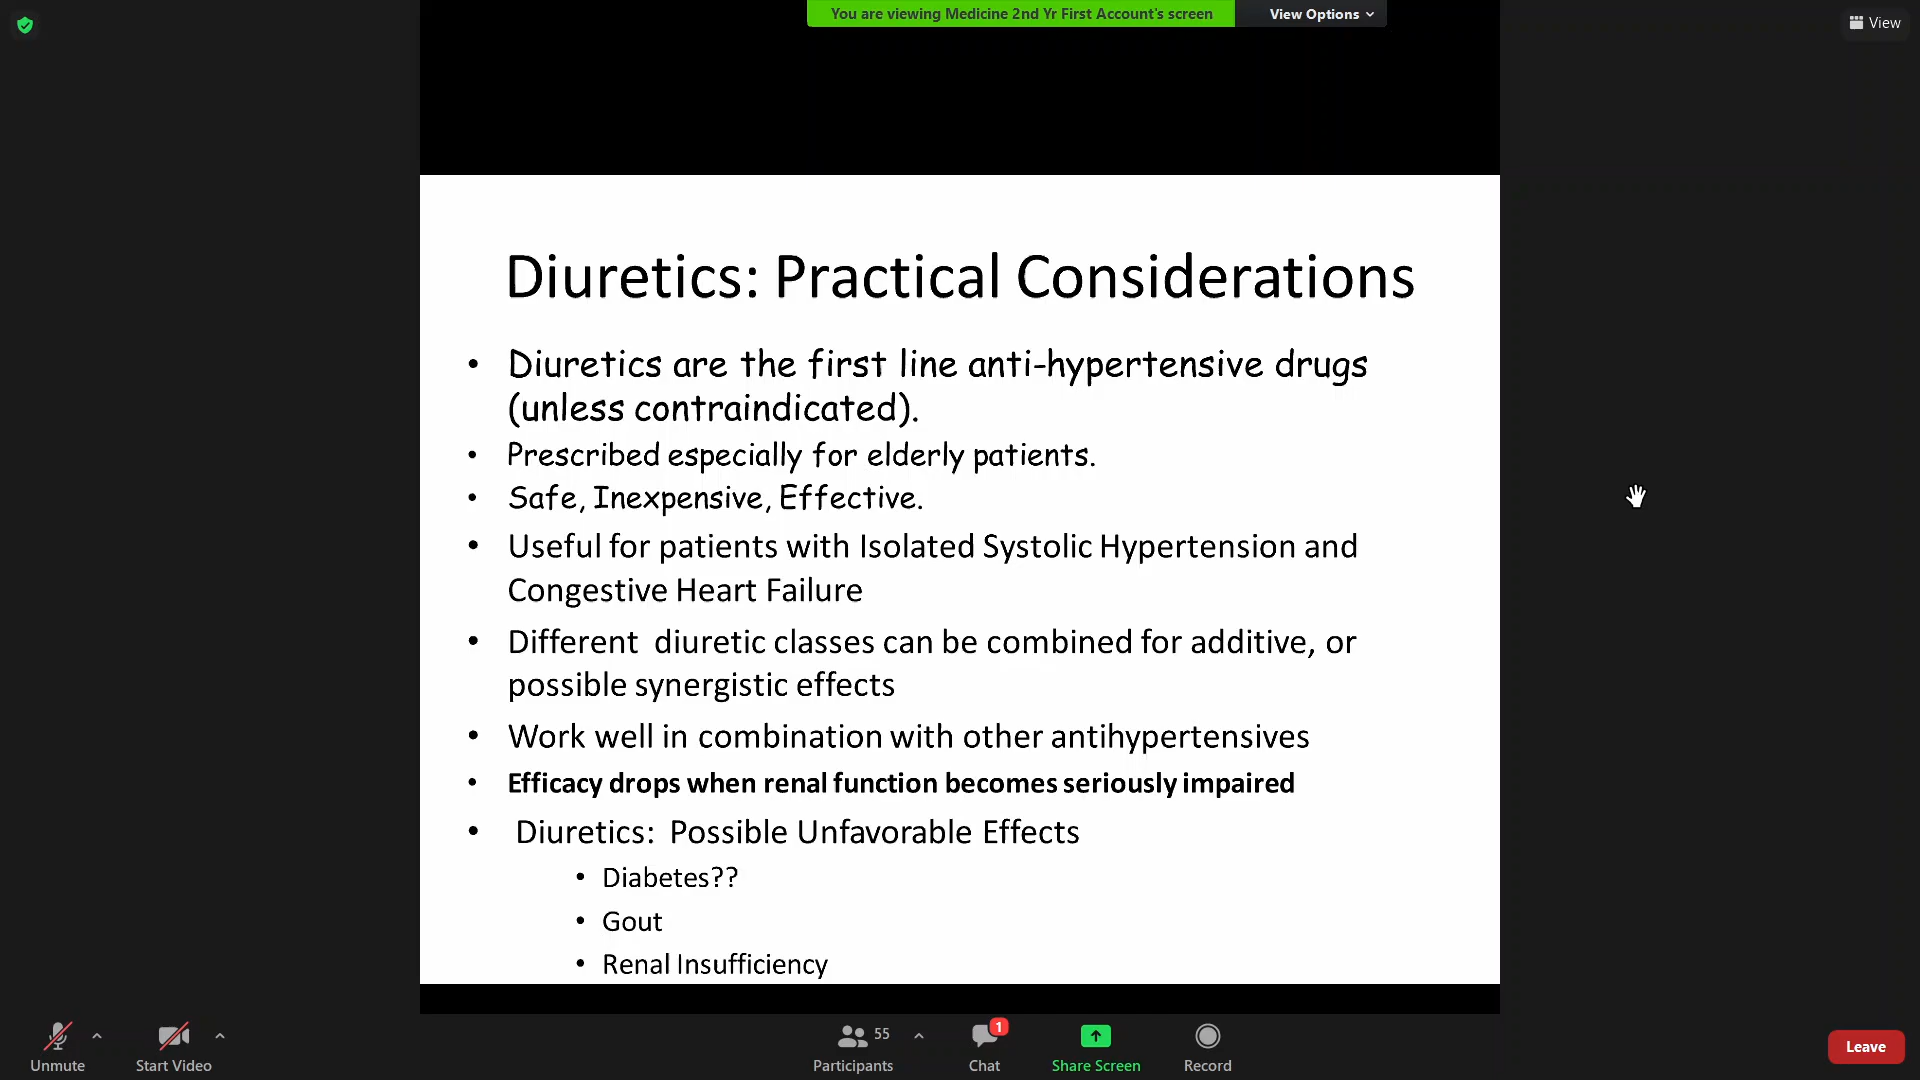 You are viewing Medicine 2nd Yr First Account's screen
View Options
View
Diuretics: Practical Considerations
• Diuretics are the first line anti-hypertensive drugs
(unless contraindicated).
• Prescribed especially for elderly patients.
• Safe, Inexpensive, Effective.
• Useful for patients with Isolated Systolic Hypertension and
Congestive Heart Failure
• Different diuretic classes can be combined for additive, or
possible synergistic effects
• Work well in combination with other antihypertensives
• Efficacy drops when renal function becomes seriously impaired
• Diuretics: Possible Unfavorable Effects
• Diabetes??
• Gout
• Renal Insufficiency
Unmute
Start Video
55
Participants
1
Chat
Share Screen
Record
Leave